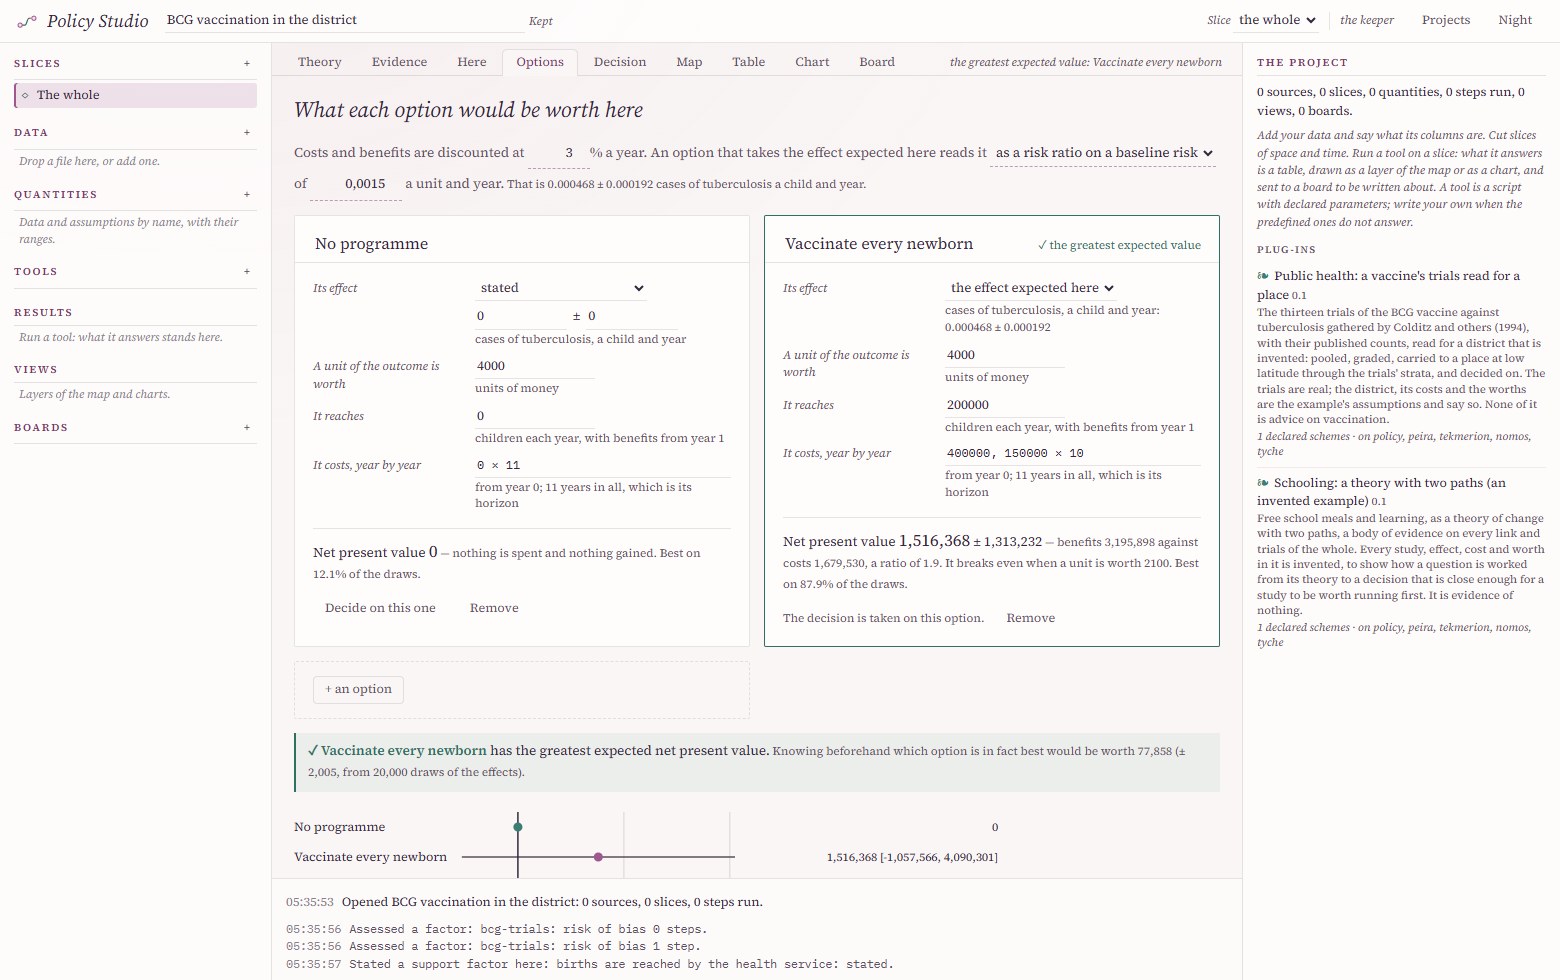 Policy Studio
BCG vaccination in the district
Kept
Slice the whole
the keeper
Projects
Night
SLICES +
◇ The whole
DATA +
Drop a file here, or add one.
QUANTITIES +
Data and assumptions by name, with their
ranges.
TOOLS +
RESULTS
Run a tool: what it answers stands here.
VIEWS
Layers of the map and charts.
BOARDS +
Theory Evidence Here Options Decision Map Table Chart Board
the greatest expected value: Vaccinate every newborn
What each option would be worth here
Costs and benefits are discounted at 3 % a year. An option that takes the effect expected here reads it as a risk ratio on a baseline risk
of 0,0015 a unit and year. That is 0.000468 ± 0.000192 cases of tuberculosis a child and year.
No programme
Its effect stated
0 ± 0
cases of tuberculosis, a child and year
A unit of the outcome is
worth
4000
units of money
It reaches 0
children each year, with benefits from year 1
It costs, year by year 0 × 11
from year 0; 11 years in all, which is its
horizon
Net present value 0 — nothing is spent and nothing gained. Best on
12.1% of the draws.
Decide on this one Remove
Vaccinate every newborn ✓ the greatest expected value
Its effect the effect expected here
cases of tuberculosis, a child and year:
0.000468 ± 0.000192
A unit of the outcome is
worth
4000
units of money
It reaches 200000
children each year, with benefits from year 1
It costs, year by year 400000, 150000 × 10
from year 0; 11 years in all, which is its
horizon
Net present value 1,516,368 ± 1,313,232 — benefits 3,195,898 against
costs 1,679,530, a ratio of 1.9. It breaks even when a unit is worth 2100. Best
on 87.9% of the draws.
The decision is taken on this option. Remove
+ an option
✓ Vaccinate every newborn has the greatest expected net present value. Knowing beforehand which option is in fact best would be worth 77,858 (±
2,005, from 20,000 draws of the effects).
No programme 0
Vaccinate every newborn 1,516,368 [-1,057,566, 4,090,301]
05:35:53 Opened BCG vaccination in the district: 0 sources, 0 slices, 0 steps run.
05:35:56 Assessed a factor: bcg-trials: risk of bias 0 steps.
05:35:56 Assessed a factor: bcg-trials: risk of bias 1 step.
05:35:57 Stated a support factor here: births are reached by the health service: stated.
THE PROJECT
0 sources, 0 slices, 0 quantities, 0 steps run, 0
views, 0 boards.
Add your data and say what its columns are. Cut slices
of space and time. Run a tool on a slice: what it answers
is a table, drawn as a layer of the map or as a chart, and
sent to a board to be written about. A tool is a script
with declared parameters; write your own when the
predefined ones do not answer.
PLUG-INS
Public health: a vaccine's trials read for a
place 0.1
The thirteen trials of the BCG vaccine against
tuberculosis gathered by Colditz and others (1994),
with their published counts, read for a district that is
invented: pooled, graded, carried to a place at low
latitude through the trials' strata, and decided on. The
trials are real; the district, its costs and the worths
are the example's assumptions and say so. None of it
is advice on vaccination.
1 declared schemes · on policy, peira, tekmerion, nomos,
tyche
Schooling: a theory with two paths (an
invented example) 0.1
Free school meals and learning, as a theory of change
with two paths, a body of evidence on every link and
trials of the whole. Every study, effect, cost and worth
in it is invented, to show how a question is worked
from its theory to a decision that is close enough for a
study to be worth running first. It is evidence of
nothing.
1 declared schemes · on policy, peira, tekmerion, nomos,
tyche